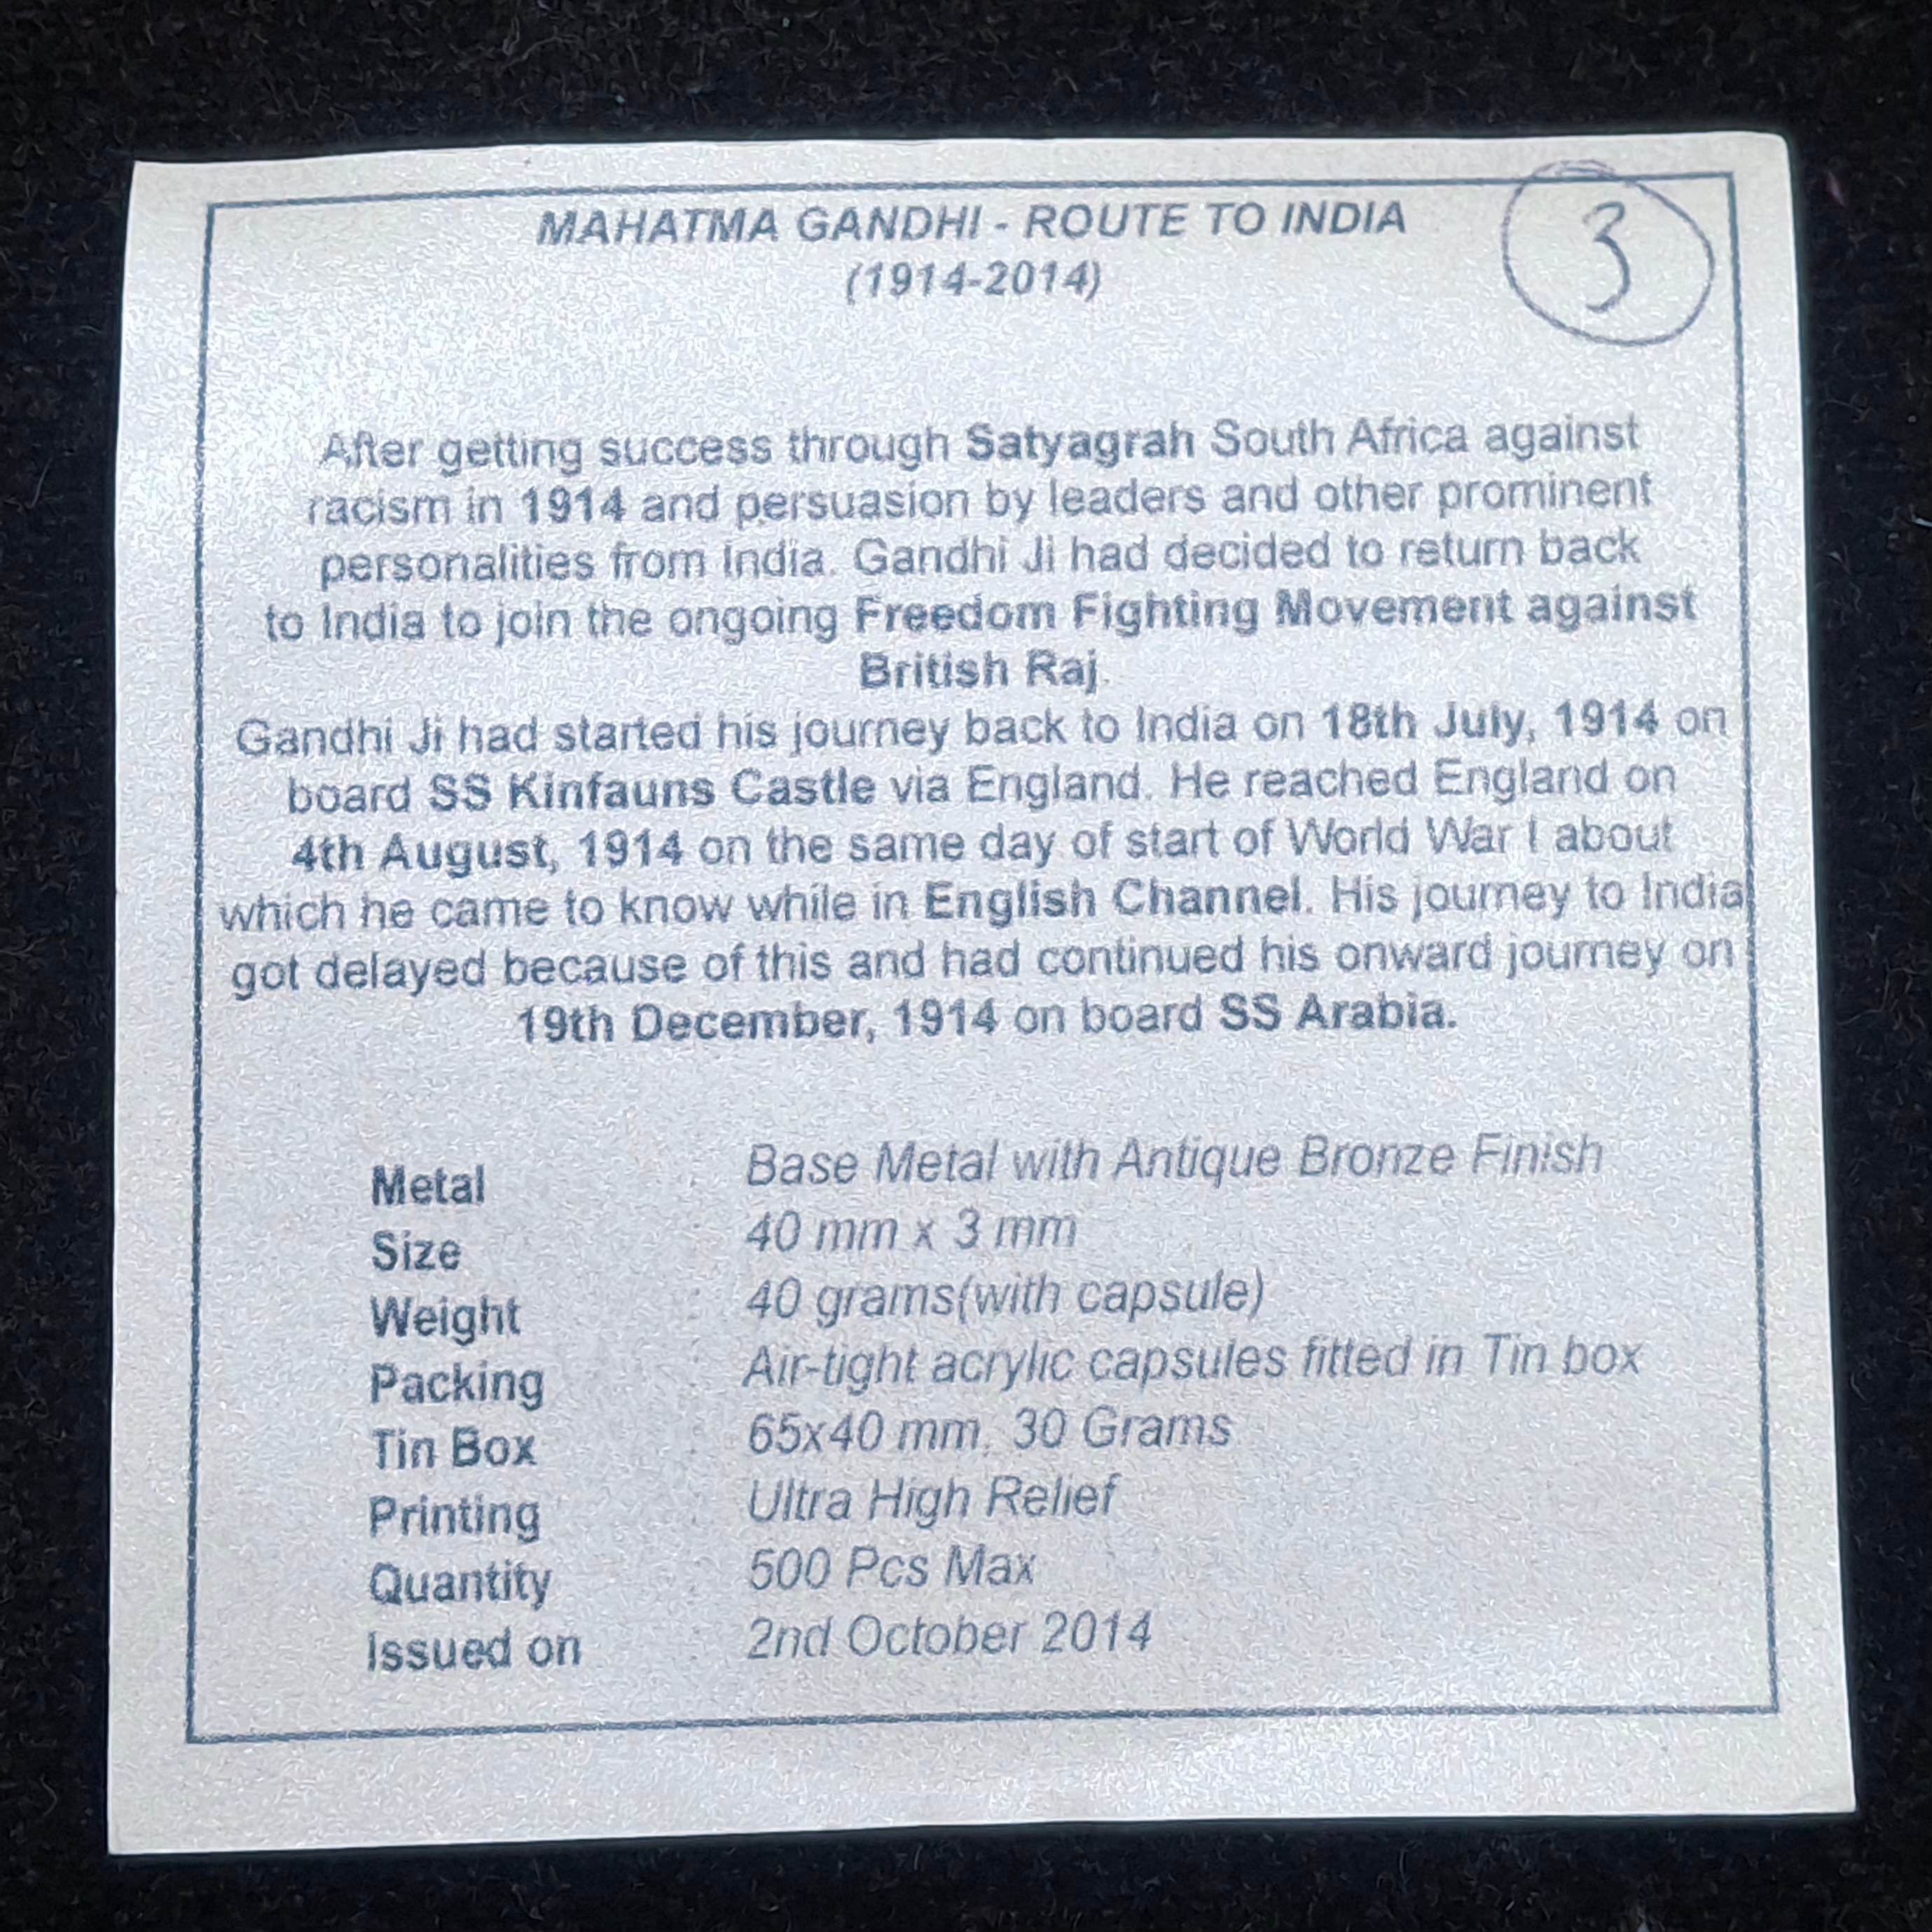 MAHATMA GANDHI - ROUTE TO INDIA
(1914-2014)
3
After getting success through Satyagrah South Africa against
racism in 1914 and persuasion by leaders and other prominent
personalities from India. Gandhi Ji had decided to return back
to India to join the ongoing Freedom Fighting Movement against
British Raj.
Gandhi Ji had started his journey back to India on 18th July, 1914 on
board SS Kinfauns Castle via England. He reached England on
4th August, 1914 on the same day of start of World War I about
which he came to know while in English Channel. His journey to India
got delayed because of this and had continued his onward journey on
19th December, 1914 on board SS Arabia.
Metal : Base Metal with Antique Bronze Finish
Size : 40 mm x 3 mm
Weight : 40 grams(with capsule)
Packing : Air-tight acrylic capsules fitted in Tin box
Tin Box : 65x40 mm, 30 Grams
Printing : Ultra High Relief
Quantity : 500 Pcs Max
Issued on : 2nd October 2014